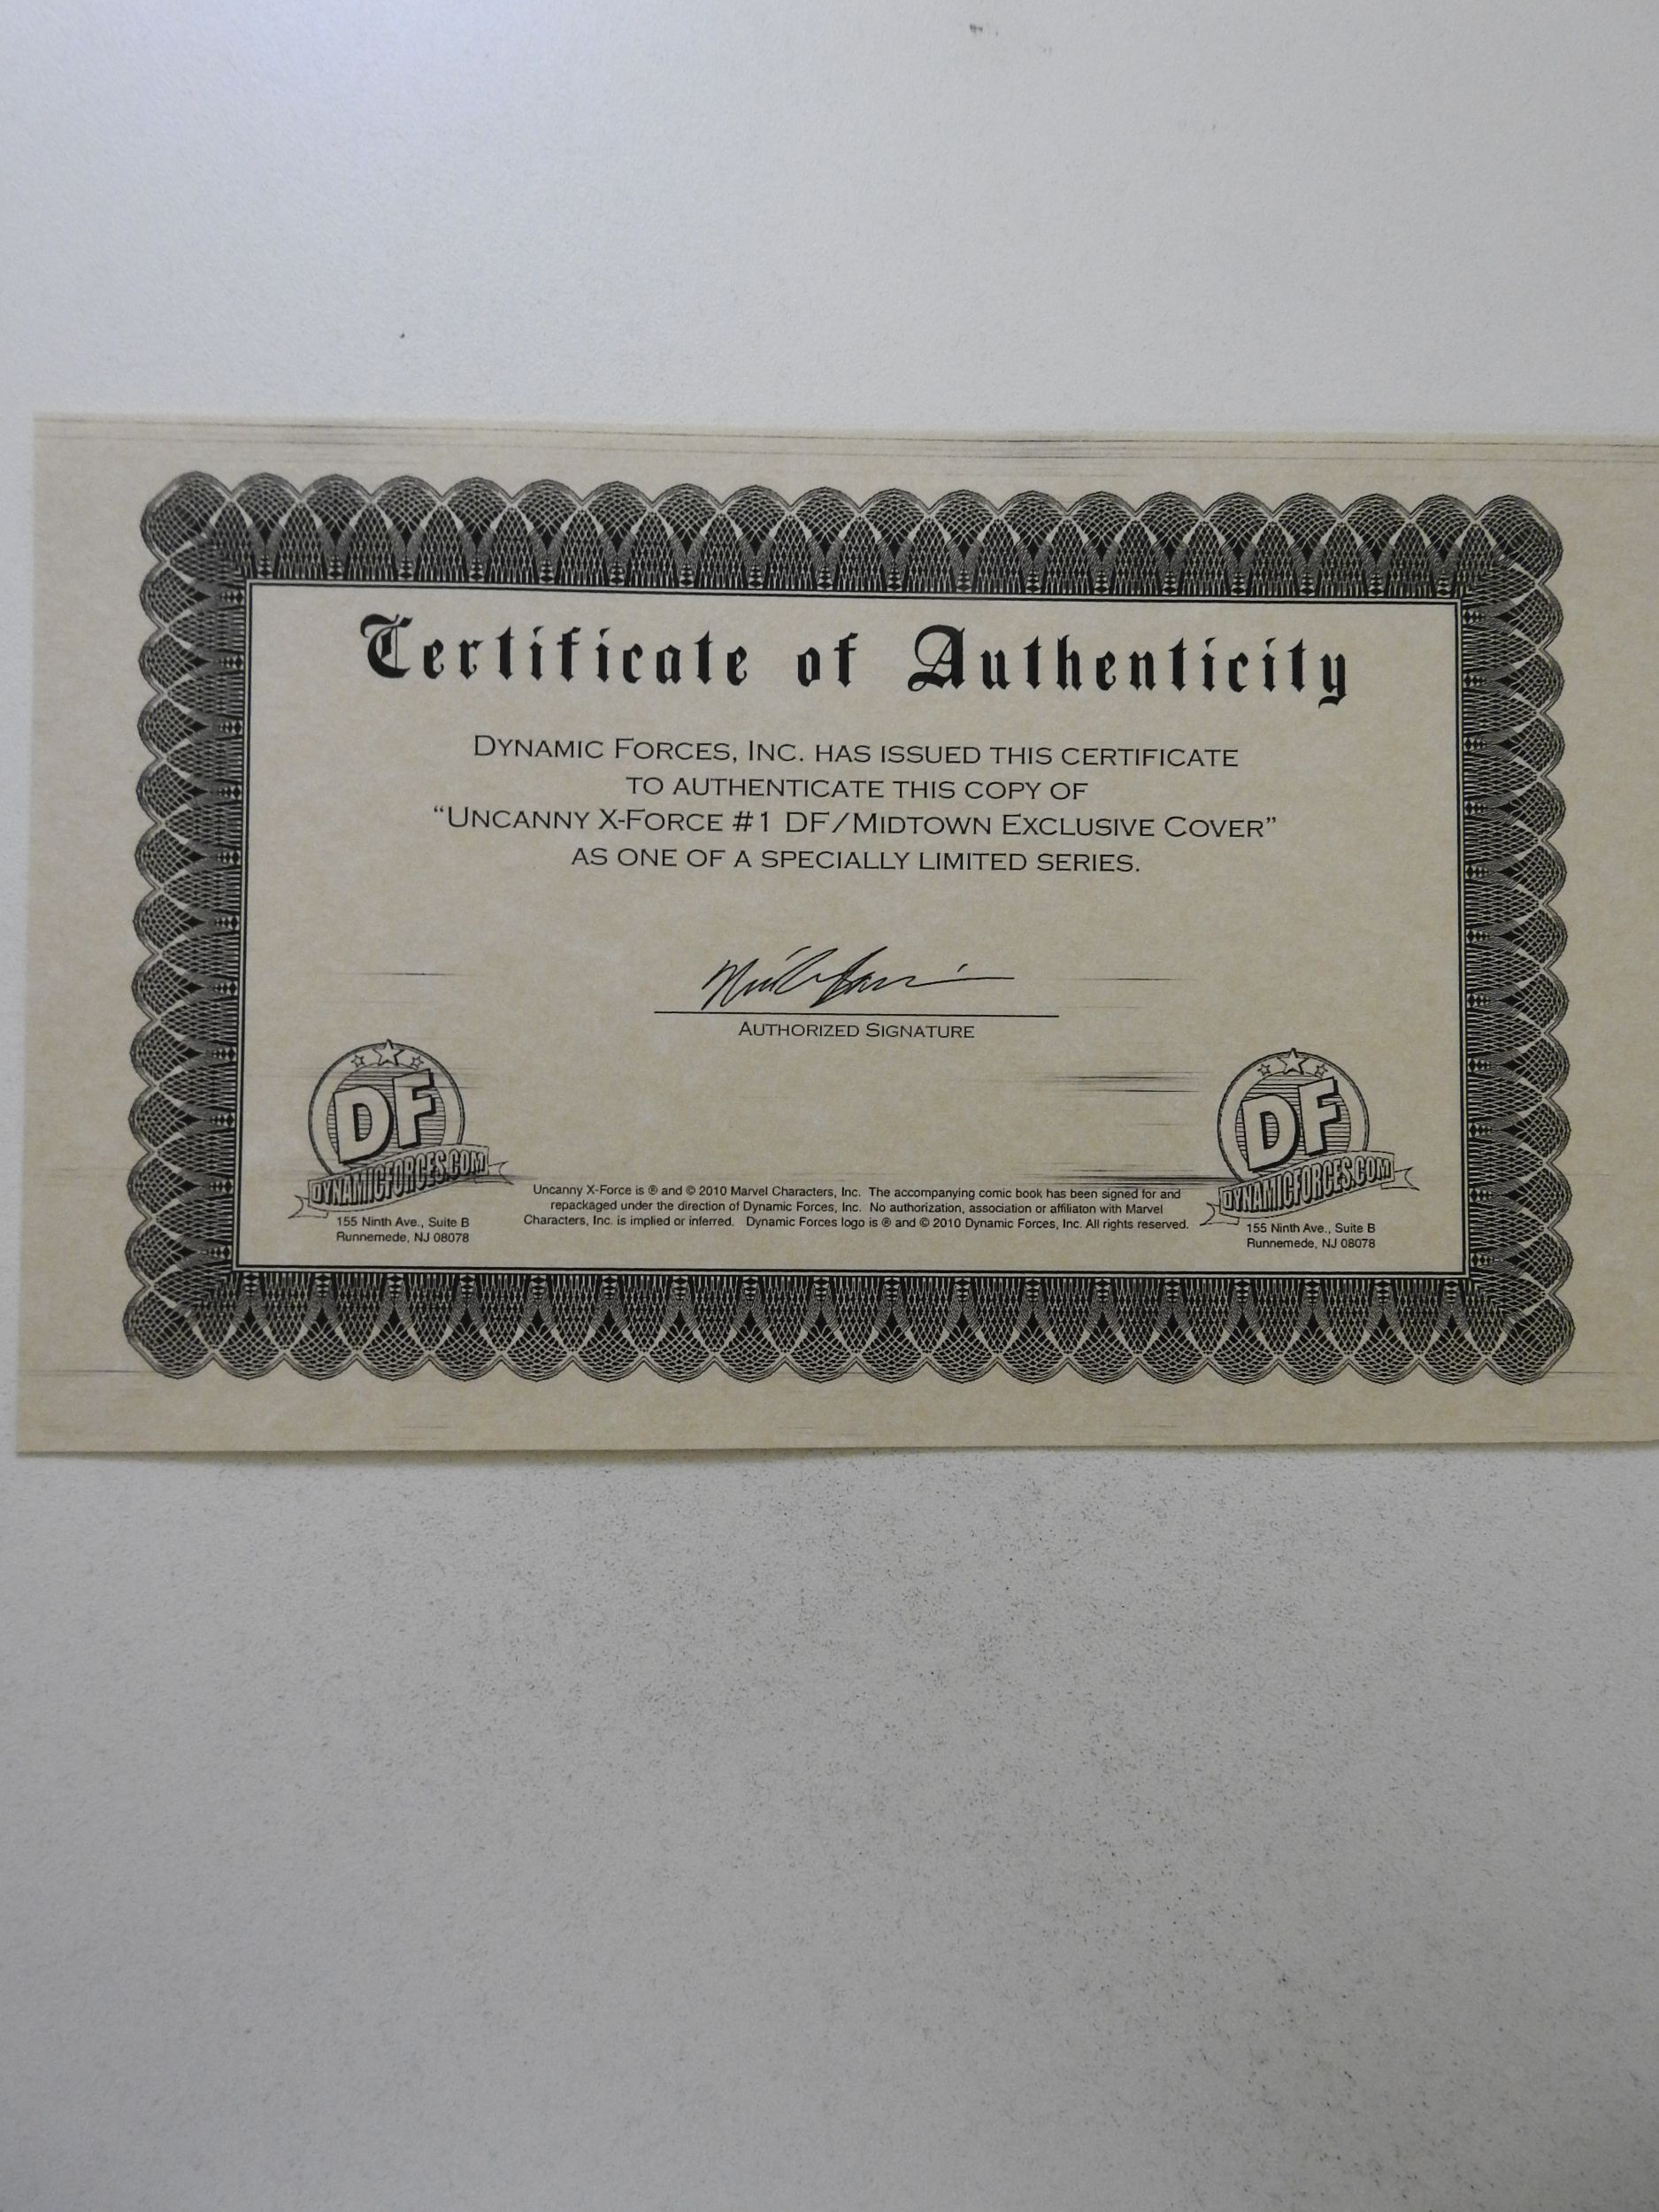 Certificate of Authenticity
DYNAMIC FORCES, INC. HAS ISSUED THIS CERTIFICATE
TO AUTHENTICATE THIS COPY OF
“UNCANNY X-FORCE #1 DF/MIDTOWN EXCLUSIVE COVER”
AS ONE OF A SPECIALLY LIMITED SERIES.
AUTHORIZED SIGNATURE
DF
DYNAMICFORCES.COM
155 Ninth Ave., Suite B
Runnemede, NJ 08078
Uncanny X-Force is ® and © 2010 Marvel Characters, Inc. The accompanying comic book has been signed for and
repackaged under the direction of Dynamic Forces, Inc. No authorization, association or affiliaton with Marvel
Characters, Inc. is implied or inferred. Dynamic Forces logo is ® and © 2010 Dynamic Forces, Inc. All rights reserved.
DF
DYNAMICFORCES.COM
155 Ninth Ave., Suite B
Runnemede, NJ 08078